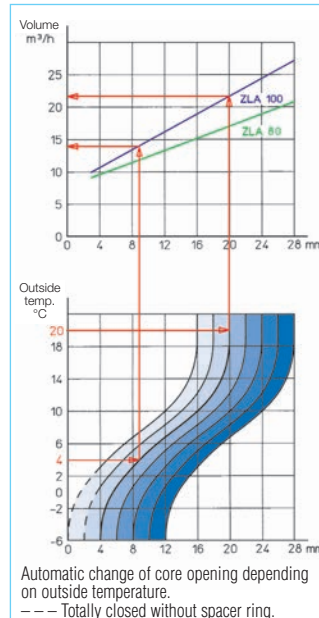 Volume
m³/h
25
20
15
10
5
0
ZLA 100
ZLA 80
0 4 8 12 16 20 24 28 mm
Outside
temp.
°C
20
18
14
10
6
4
2
0
-2
-6
0 4 8 12 16 20 24 28 mm
Automatic change of core opening depending
on outside temperature.
– – – Totally closed without spacer ring.